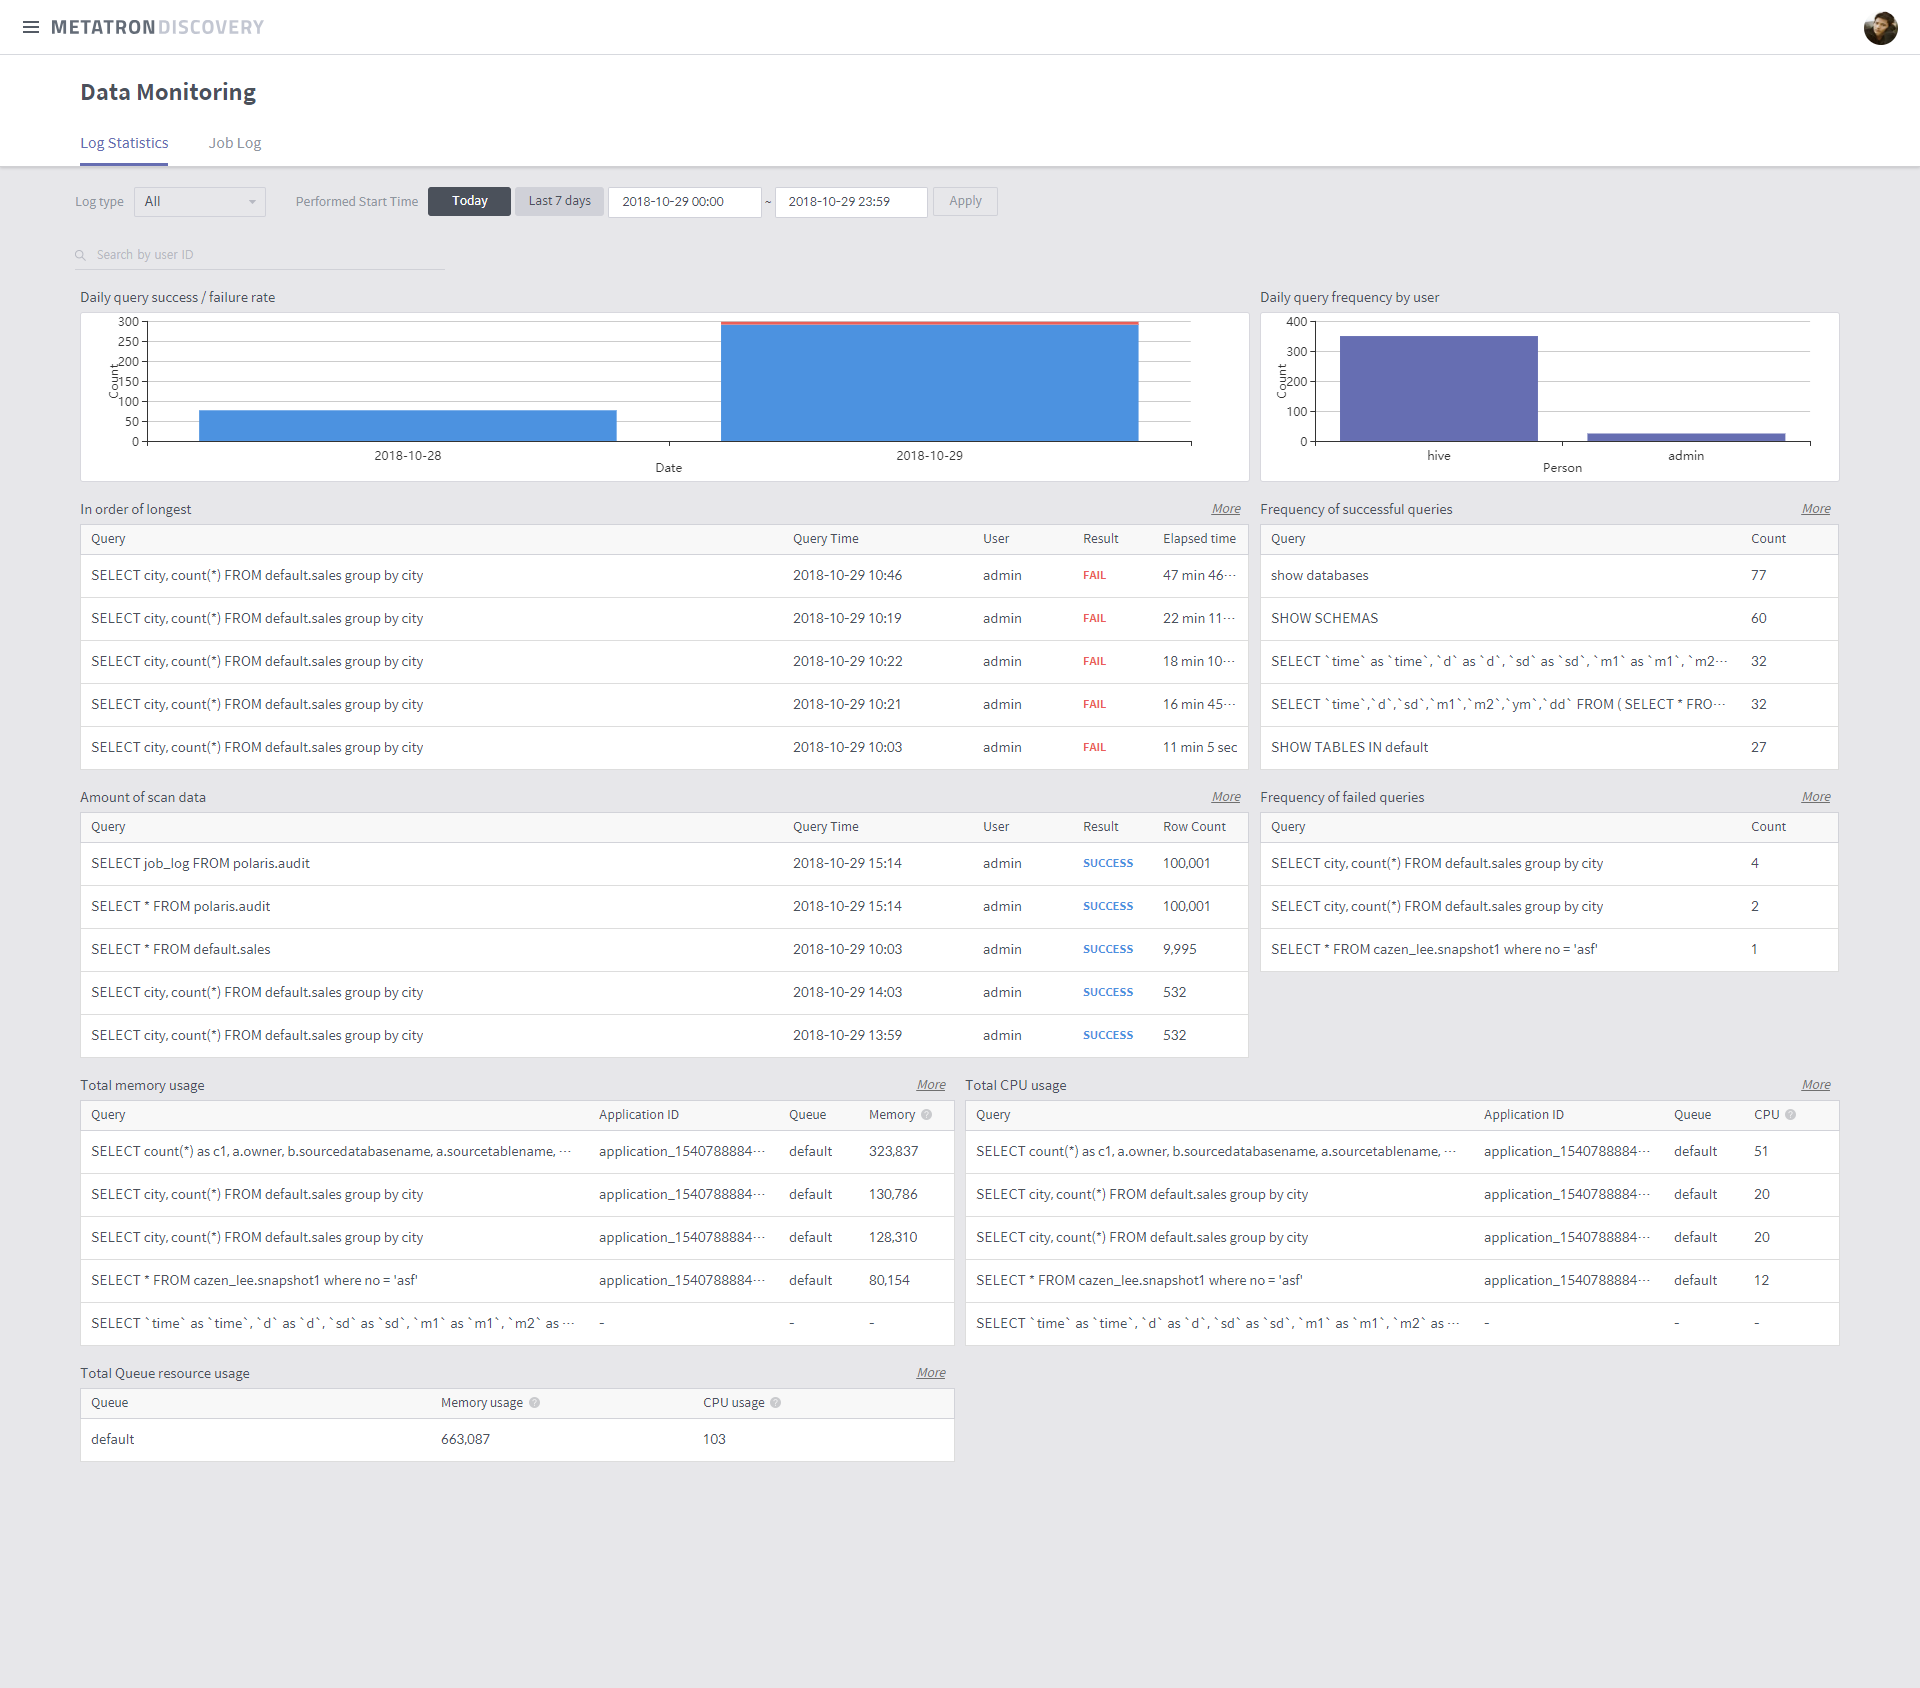 METATRON DISCOVERY
Data Monitoring
Log Statistics Job Log
Log type All Performed Start Time Today Last 7 days 2018-10-29 00:00 ~ 2018-10-29 23:59 Apply
Search by user ID
Daily query success / failure rate
300
250
200
150
100
50
0
Count
2018-10-28 2018-10-29
Date
Daily query frequency by user
400
300
200
100
0
Count
hive admin
Person
In order of longest More
Query Query Time User Result Elapsed time
SELECT city, count(*) FROM default.sales group by city 2018-10-29 10:46 admin FAIL 47 min 46···
SELECT city, count(*) FROM default.sales group by city 2018-10-29 10:19 admin FAIL 22 min 11···
SELECT city, count(*) FROM default.sales group by city 2018-10-29 10:22 admin FAIL 18 min 10···
SELECT city, count(*) FROM default.sales group by city 2018-10-29 10:21 admin FAIL 16 min 45···
SELECT city, count(*) FROM default.sales group by city 2018-10-29 10:03 admin FAIL 11 min 5 sec
Frequency of successful queries More
Query Count
show databases 77
SHOW SCHEMAS 60
SELECT `time` as `time`, `d` as `d`, `sd` as `sd`, `m1` as `m1`, `m2··· 32
SELECT `time`,`d`,`sd`,`m1`,`m2`,`ym`,`dd` FROM ( SELECT * FRO··· 32
SHOW TABLES IN default 27
Amount of scan data More
Query Query Time User Result Row Count
SELECT job_log FROM polaris.audit 2018-10-29 15:14 admin SUCCESS 100,001
SELECT * FROM polaris.audit 2018-10-29 15:14 admin SUCCESS 100,001
SELECT * FROM default.sales 2018-10-29 10:03 admin SUCCESS 9,995
SELECT city, count(*) FROM default.sales group by city 2018-10-29 14:03 admin SUCCESS 532
SELECT city, count(*) FROM default.sales group by city 2018-10-29 13:59 admin SUCCESS 532
Frequency of failed queries More
Query Count
SELECT city, count(*) FROM default.sales group by city 4
SELECT city, count(*) FROM default.sales group by city 2
SELECT * FROM cazen_lee.snapshot1 where no = 'asf' 1
Total memory usage More
Query Application ID Queue Memory ?
SELECT count(*) as c1, a.owner, b.sourcedatabasename, a.sourcetablename, ··· application_1540788884··· default 323,837
SELECT city, count(*) FROM default.sales group by city application_1540788884··· default 130,786
SELECT city, count(*) FROM default.sales group by city application_1540788884··· default 128,310
SELECT * FROM cazen_lee.snapshot1 where no = 'asf' application_1540788884··· default 80,154
SELECT `time` as `time`, `d` as `d`, `sd` as `sd`, `m1` as `m1`, `m2` as ··· - - -
Total CPU usage More
Query Application ID Queue CPU ?
SELECT count(*) as c1, a.owner, b.sourcedatabasename, a.sourcetablename, ··· application_1540788884··· default 51
SELECT city, count(*) FROM default.sales group by city application_1540788884··· default 20
SELECT city, count(*) FROM default.sales group by city application_1540788884··· default 20
SELECT * FROM cazen_lee.snapshot1 where no = 'asf' application_1540788884··· default 12
SELECT `time` as `time`, `d` as `d`, `sd` as `sd`, `m1` as `m1`, `m2` as ··· - - -
Total Queue resource usage More
Queue Memory usage ? CPU usage ?
default 663,087 103